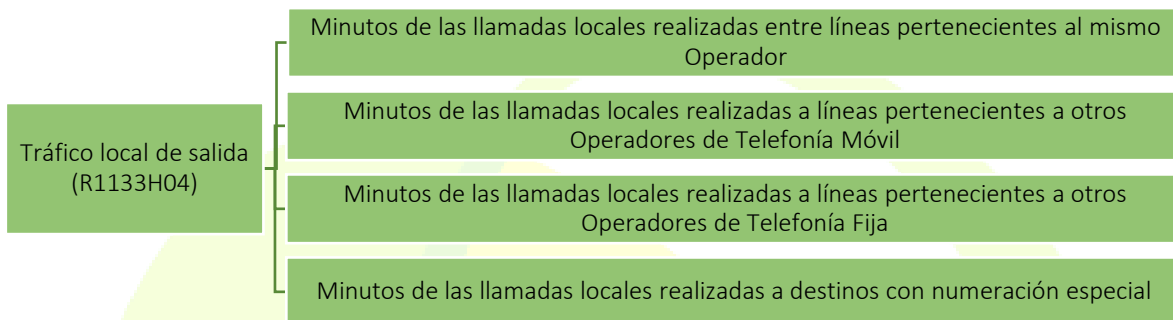 Minutos de las llamadas locales realizadas entre líneas pertenecientes al mismo
Operador
Minutos de las llamadas locales realizadas a líneas pertenecientes a otros
Operadores de Telefonía Móvil
Tráfico local de salida
(R1133H04)
Minutos de las llamadas locales realizadas a líneas pertenecientes a otros
Operadores de Telefonía Fija
Minutos de las llamadas locales realizadas a destinos con numeración especial